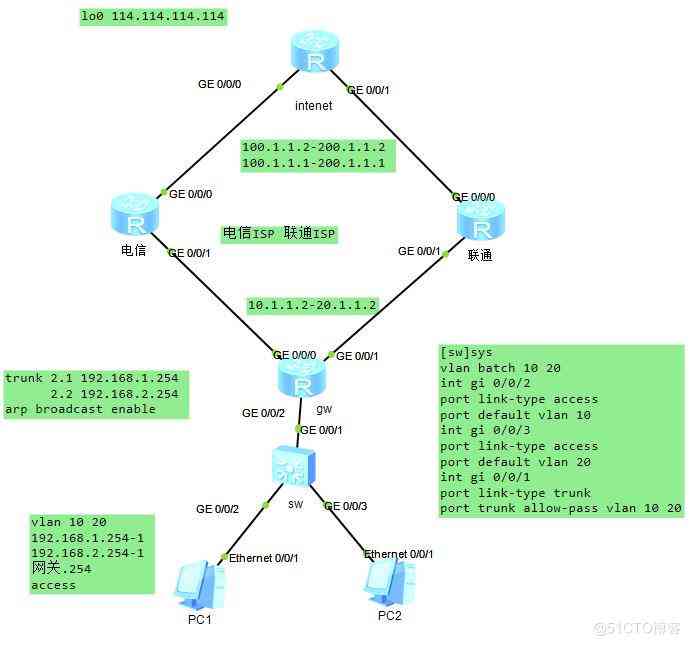 lo0 114.114.114.114
R
GE 0/0/0
GE 0/0/1
intenet
100.1.1.2-200.1.1.2
100.1.1.1-200.1.1.1
GE 0/0/0
GE 0/0/0
R
R
电信ISP 联通ISP
电信
GE 0/0/1
GE 0/0/1
联通
10.1.1.2-20.1.1.2
GE 0/0/0
GE 0/0/1
R
gw
trunk 2.1 192.168.1.254
2.2 192.168.2.254
arp broadcast enable
[sw]sys
vlan batch 10 20
int gi 0/0/2
port link-type access
port default vlan 10
int gi 0/0/3
port link-type access
port default vlan 20
int gi 0/0/1
port link-type trunk
port trunk allow-pass vlan 10 20
GE 0/0/2
GE 0/0/1
sw
GE 0/0/2
GE 0/0/3
vlan 10 20
192.168.1.254-1
192.168.2.254-1
网关.254
access
Ethernet 0/0/1
Ethernet 0/0/1
PC1
PC2
@51CTO博客